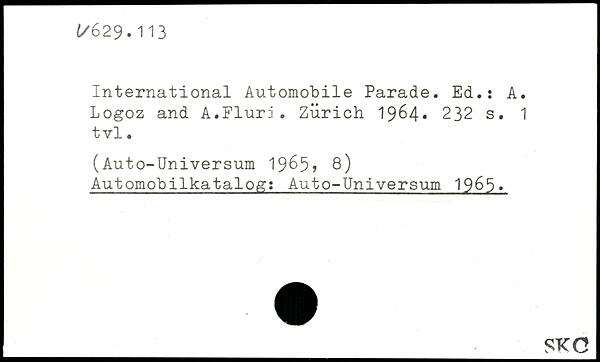 U629.113
International Automobile Parade. Ed.: A.
Logoz and A.Fluri. Zürich 1964. 232 s. 1
tvl.
(Auto-Universum 1965, 8)
Automobilkatalog: Auto-Universum 1965.
SKC